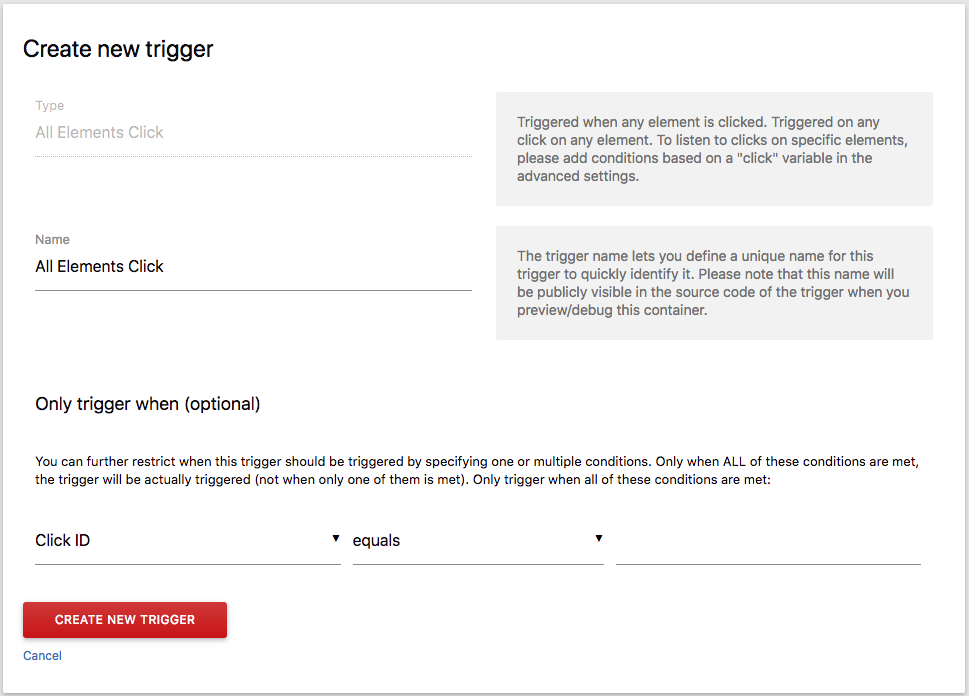 Create new trigger
Type
All Elements Click
Triggered when any element is clicked. Triggered on any
click on any element. To listen to clicks on specific elements,
please add conditions based on a "click" variable in the
advanced settings.
Name
All Elements Click
The trigger name lets you define a unique name for this
trigger to quickly identify it. Please note that this name will
be publicly visible in the source code of the trigger when you
preview/debug this container.
Only trigger when (optional)
You can further restrict when this trigger should be triggered by specifying one or multiple conditions. Only when ALL of these conditions are met,
the trigger will be actually triggered (not when only one of them is met). Only trigger when all of these conditions are met:
Click ID
equals
CREATE NEW TRIGGER
Cancel